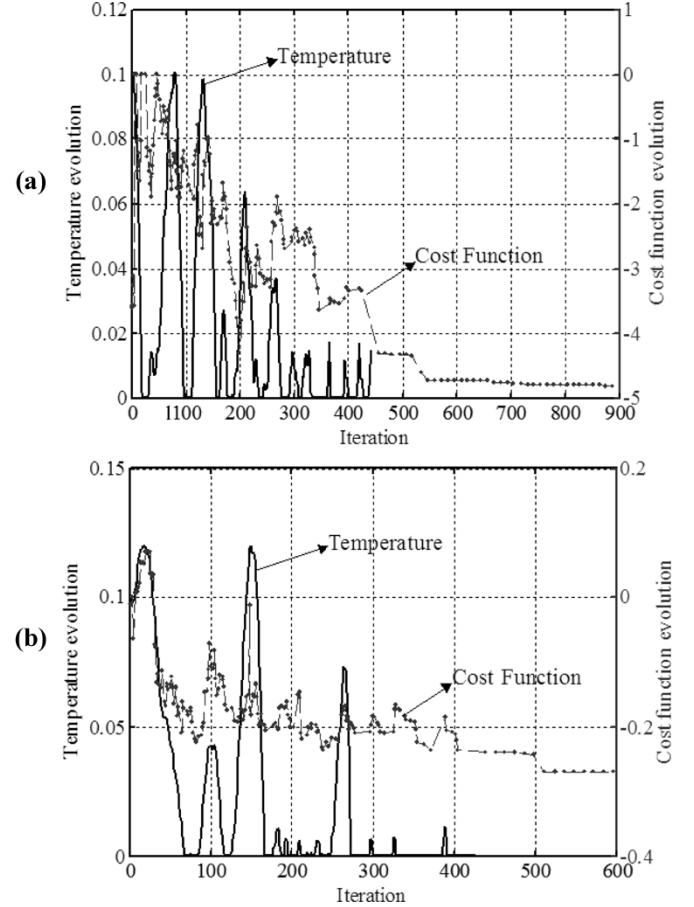 (a)
Temperature evolution
0.12
0.1
0.08
0.06
0.04
0.02
0
Temperature
Cost Function
1
0
-1
-2
-3
-4
-5
Cost function evolution
0 1100 200 300 400 500 600 700 800 900
Iteration
(b)
Temperature evolution
0.15
0.1
0.05
0
Temperature
Cost Function
0.2
0
-0.2
-0.4
Cost function evolution
0 100 200 300 400 500 600
Iteration